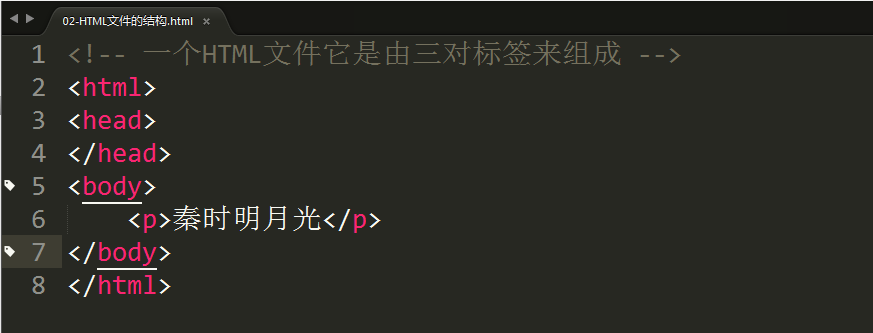 02-HTML文件的结构.html ×
1 <!-- 一个HTML文件它是由三对标签来组成 -->
2 <html>
3 <head>
4 </head>
5 <body>
6     <p>秦时明月光</p>
7 </body>
8 </html>